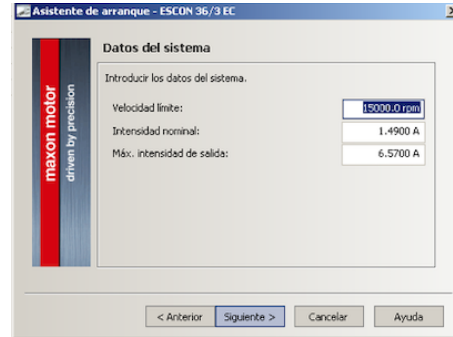 Asistente de arranque - ESCON 36/3 EC
maxon motor
driven by precision
Datos del sistema
Introducir los datos del sistema.
Velocidad límite: 15000.0 rpm
Intensidad nominal: 1.4900 A
Máx. intensidad de salida: 6.5700 A
< Anterior Siguiente > Cancelar Ayuda